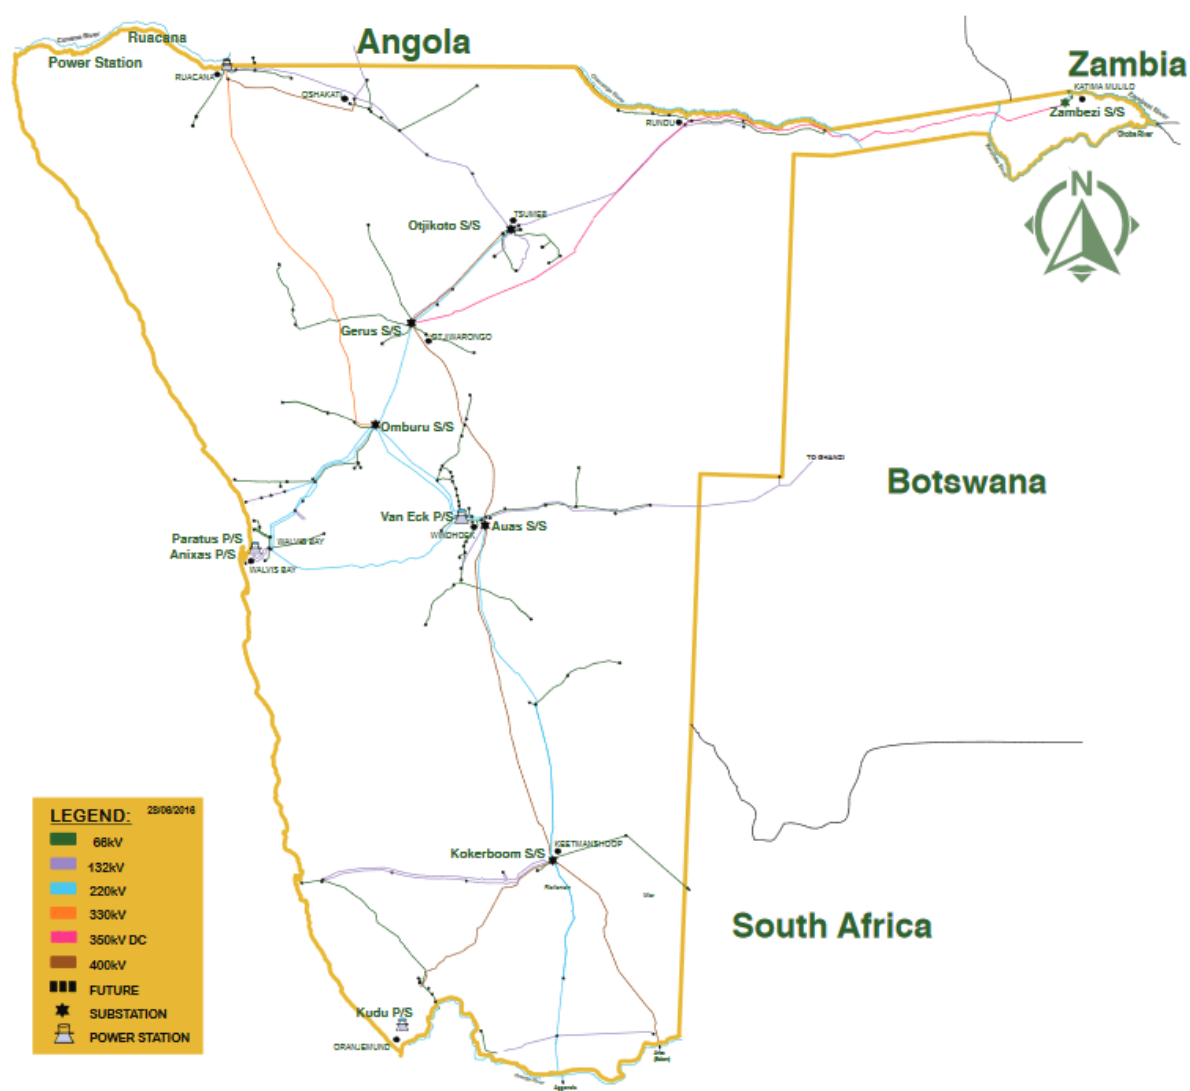 Angola
Zambia
Ruacana
Power Station
RUACANA
OSHAKATI
RUNDU
KATIMA MULILO
Zambezi S/S
Chobe River
N
TSUMEB
Otjikoto S/S
Gerus S/S
OTJIWARONGO
Omburu S/S
TO GHANZI
Botswana
Van Eck P/S
Auas S/S
WINDHOEK
Paratus P/S
Anixas P/S
WALVIS BAY
WALVIS BAY
LEGEND:
28/06/2016
66kV
132kV
220kV
330kV
350kV DC
400kV
FUTURE
SUBSTATION
POWER STATION
Kokerboom S/S
KEETMANSHOOP
South Africa
Kudu P/S
ORANJEMUND